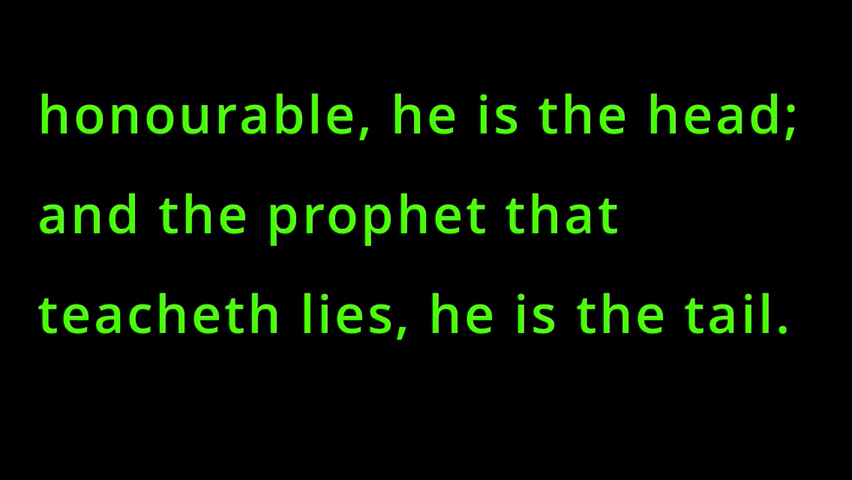 honourable, he is the head;
and the prophet that
teacheth lies, he is the tail.